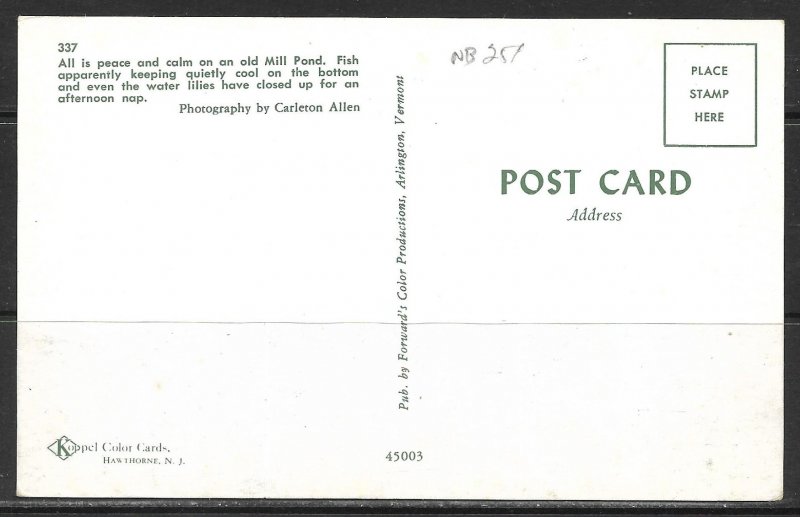 337
All is peace and calm on an old Mill Pond. Fish
apparently keeping quietly cool on the bottom
and even the water lilies have closed up for an
afternoon nap.
Photography by Carleton Allen
Pub. by Forward's Color Productions, Arlington, Vermont
NB 251
PLACE
STAMP
HERE
POST CARD
Address
Koppel Color Cards,
HAWTHORNE, N. J.
45003